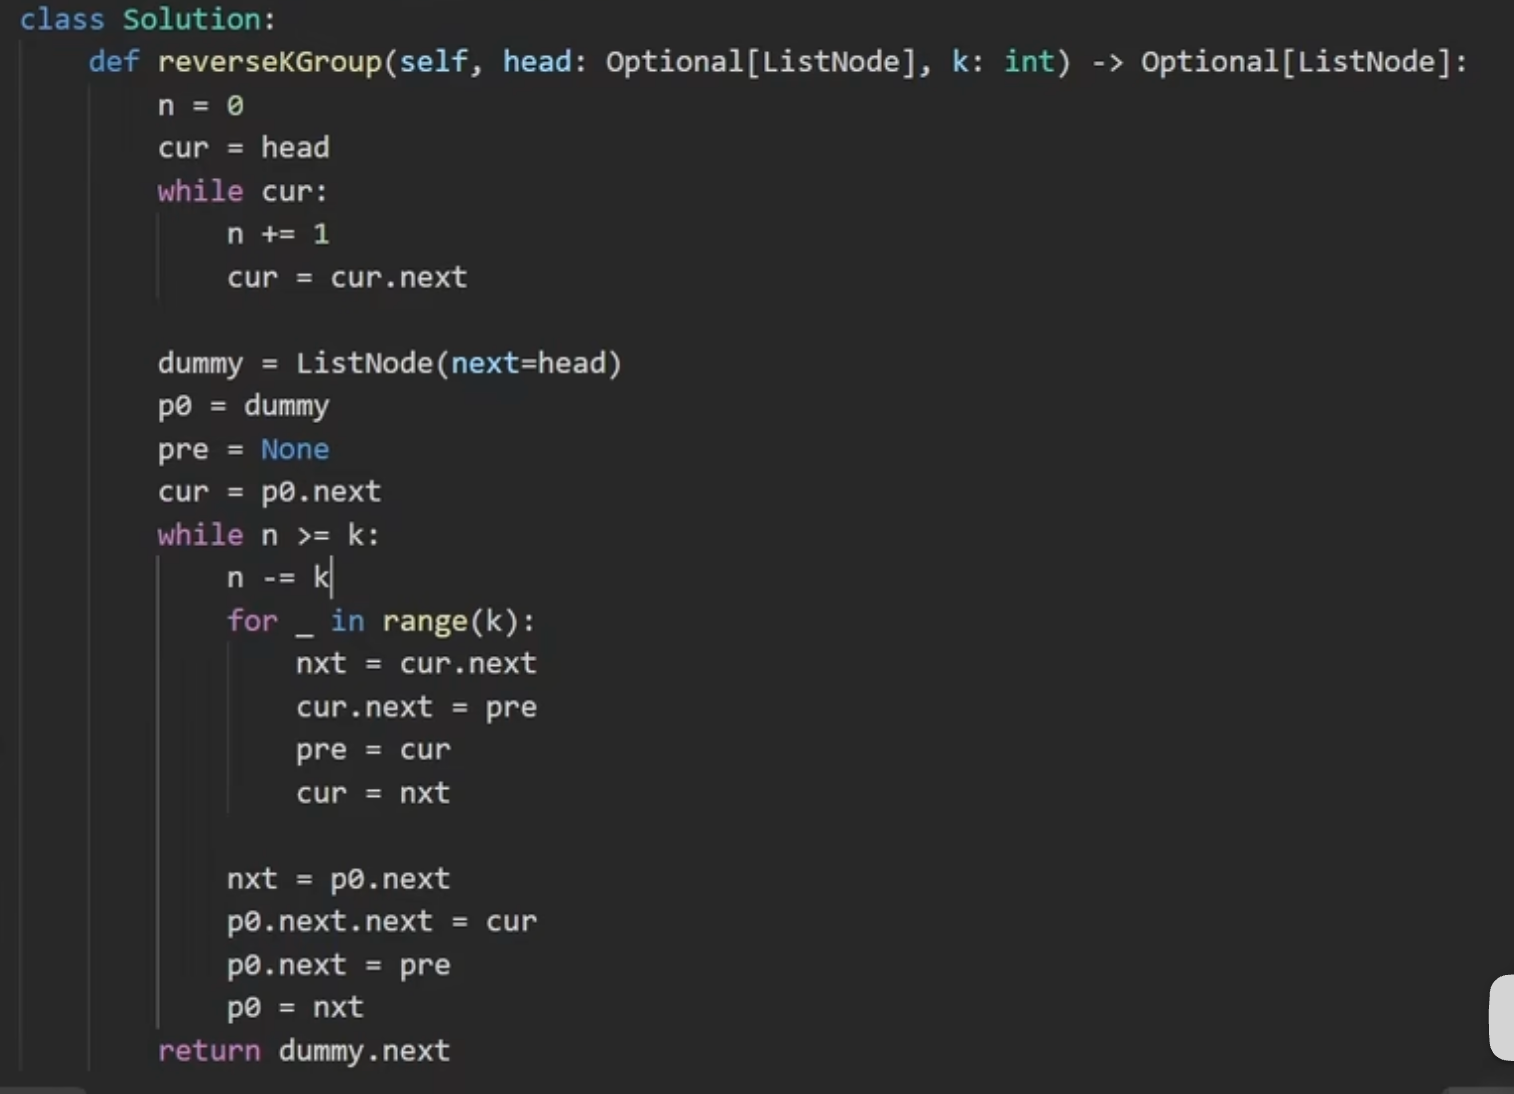 class Solution:
    def reverseKGroup(self, head: Optional[ListNode], k: int) -> Optional[ListNode]:
        n = 0
        cur = head
        while cur:
            n += 1
            cur = cur.next

        dummy = ListNode(next=head)
        p0 = dummy
        pre = None
        cur = p0.next
        while n >= k:
            n -= k
            for _ in range(k):
                nxt = cur.next
                cur.next = pre
                pre = cur
                cur = nxt

            nxt = p0.next
            p0.next.next = cur
            p0.next = pre
            p0 = nxt
        return dummy.next